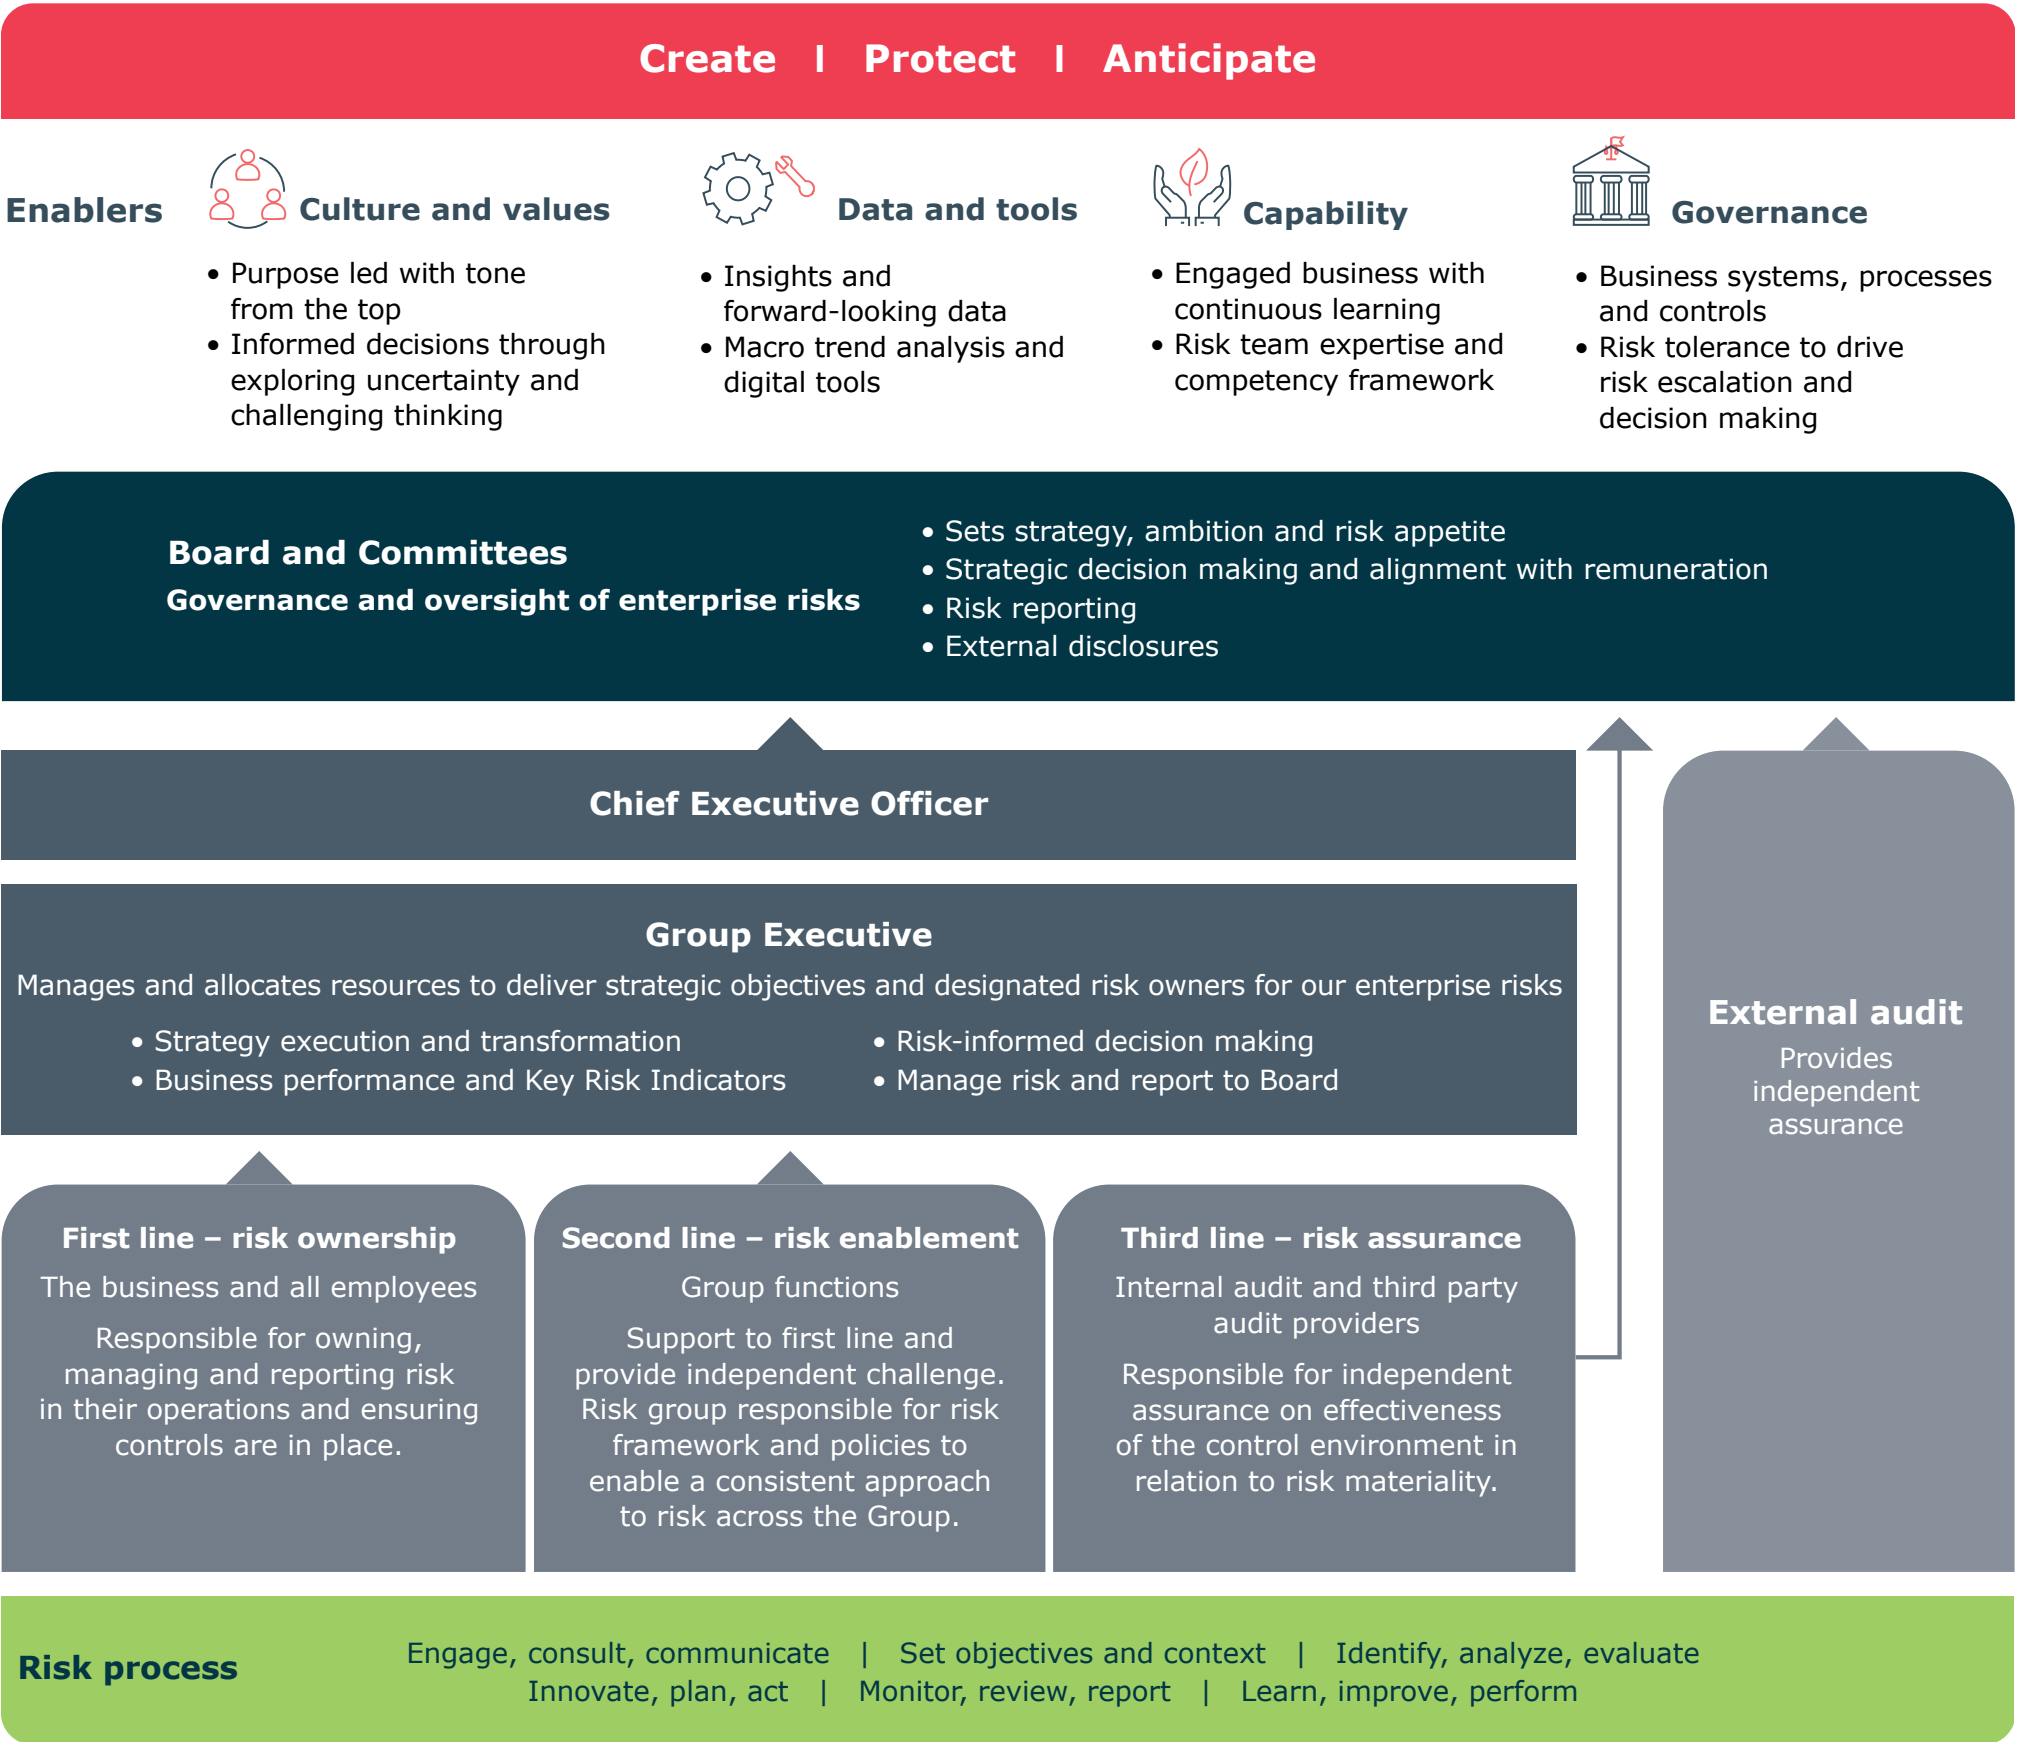 Create | Protect | Anticipate
Enablers
Culture and values
• Purpose led with tone
from the top
• Informed decisions through
exploring uncertainty and
challenging thinking
Data and tools
• Insights and
forward-looking data
• Macro trend analysis and
digital tools
Capability
• Engaged business with
continuous learning
• Risk team expertise and
competency framework
Governance
• Business systems, processes
and controls
• Risk tolerance to drive
risk escalation and
decision making
Board and Committees
Governance and oversight of enterprise risks
• Sets strategy, ambition and risk appetite
• Strategic decision making and alignment with remuneration
• Risk reporting
• External disclosures
Chief Executive Officer
Group Executive
Manages and allocates resources to deliver strategic objectives and designated risk owners for our enterprise risks
• Strategy execution and transformation
• Business performance and Key Risk Indicators
• Risk-informed decision making
• Manage risk and report to Board
External audit
Provides
independent
assurance
First line – risk ownership
The business and all employees
Responsible for owning,
managing and reporting risk
in their operations and ensuring
controls are in place.
Second line – risk enablement
Group functions
Support to first line and
provide independent challenge.
Risk group responsible for risk
framework and policies to
enable a consistent approach
to risk across the Group.
Third line – risk assurance
Internal audit and third party
audit providers
Responsible for independent
assurance on effectiveness
of the control environment in
relation to risk materiality.
Risk process
Engage, consult, communicate | Set objectives and context | Identify, analyze, evaluate
Innovate, plan, act | Monitor, review, report | Learn, improve, perform